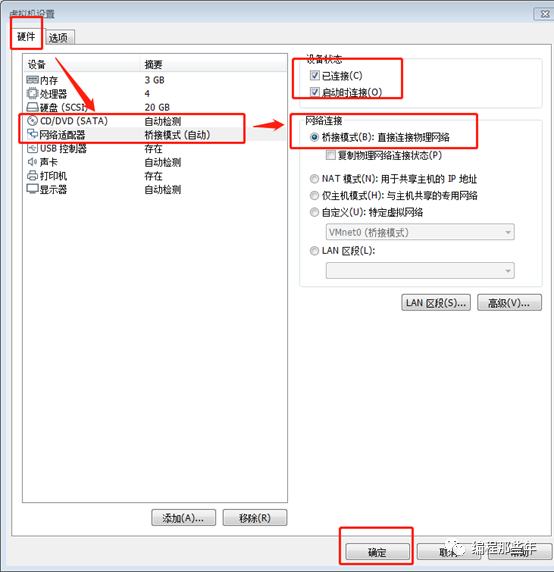 虚拟机设置
硬件 选项
设备 摘要
内存 3 GB
处理器 4
硬盘 (SCSI) 20 GB
CD/DVD (SATA) 自动检测
网络适配器 桥接模式 (自动)
USB 控制器 存在
声卡 自动检测
打印机 存在
显示器 自动检测
添加(A)... 移除(R)
设备状态
已连接(C)
启动时连接(O)
网络连接
桥接模式(B): 直接连接物理网络
复制物理网络连接状态(P)
NAT 模式(N): 用于共享主机的 IP 地址
仅主机模式(H): 与主机共享的专用网络
自定义(U): 特定虚拟网络
VMnet0 (桥接模式)
LAN 区段(L):
LAN 区段(S)... 高级(V)...
确定 取消 帮助
编程那些年